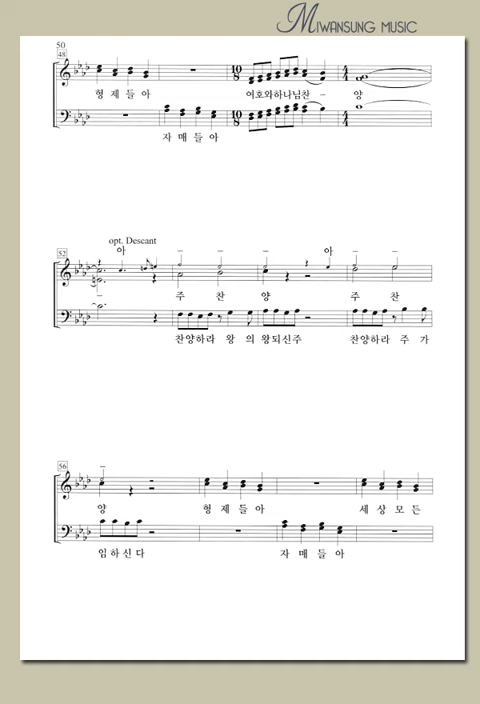 MIWANSUNG MUSIC
50
48
형 제 들 아 여호와하나님찬 – 양
자 매 들 아
opt. Descant
52
아 – – – 아 –
– 주 찬 양 주 찬
찬양하라 왕 의 왕되신주 찬양하라 주 가
56
–
양 형 제 들 아 세 상 모 든
임 하 신 다 자 매 들 아